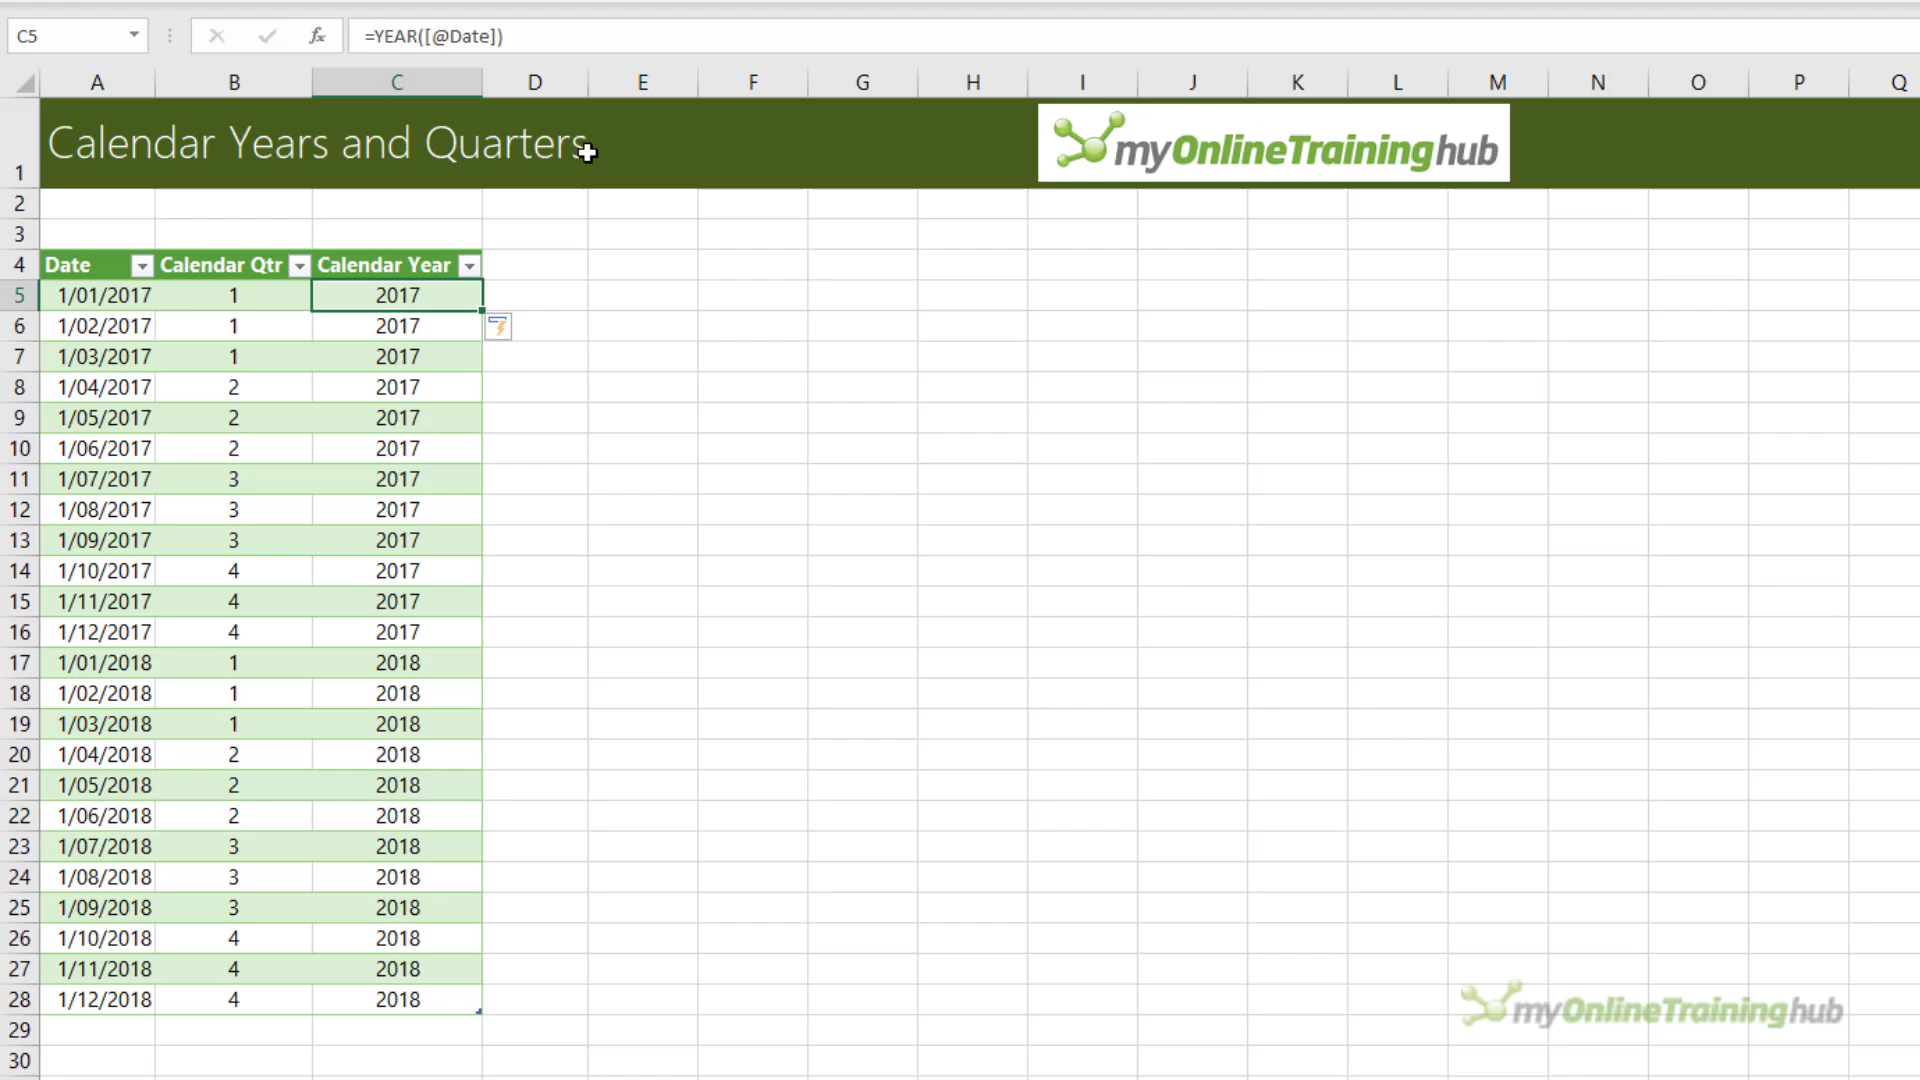 C5 fx =YEAR([@Date])
A B C D E F G H I J K L M N O P Q
1 Calendar Years and Quarters myOnlineTraininghub
2
3
4 Date Calendar Qtr Calendar Year
5 1/01/2017 1 2017
6 1/02/2017 1 2017
7 1/03/2017 1 2017
8 1/04/2017 2 2017
9 1/05/2017 2 2017
10 1/06/2017 2 2017
11 1/07/2017 3 2017
12 1/08/2017 3 2017
13 1/09/2017 3 2017
14 1/10/2017 4 2017
15 1/11/2017 4 2017
16 1/12/2017 4 2017
17 1/01/2018 1 2018
18 1/02/2018 1 2018
19 1/03/2018 1 2018
20 1/04/2018 2 2018
21 1/05/2018 2 2018
22 1/06/2018 2 2018
23 1/07/2018 3 2018
24 1/08/2018 3 2018
25 1/09/2018 3 2018
26 1/10/2018 4 2018
27 1/11/2018 4 2018
28 1/12/2018 4 2018
myOnlineTraininghub
29
30